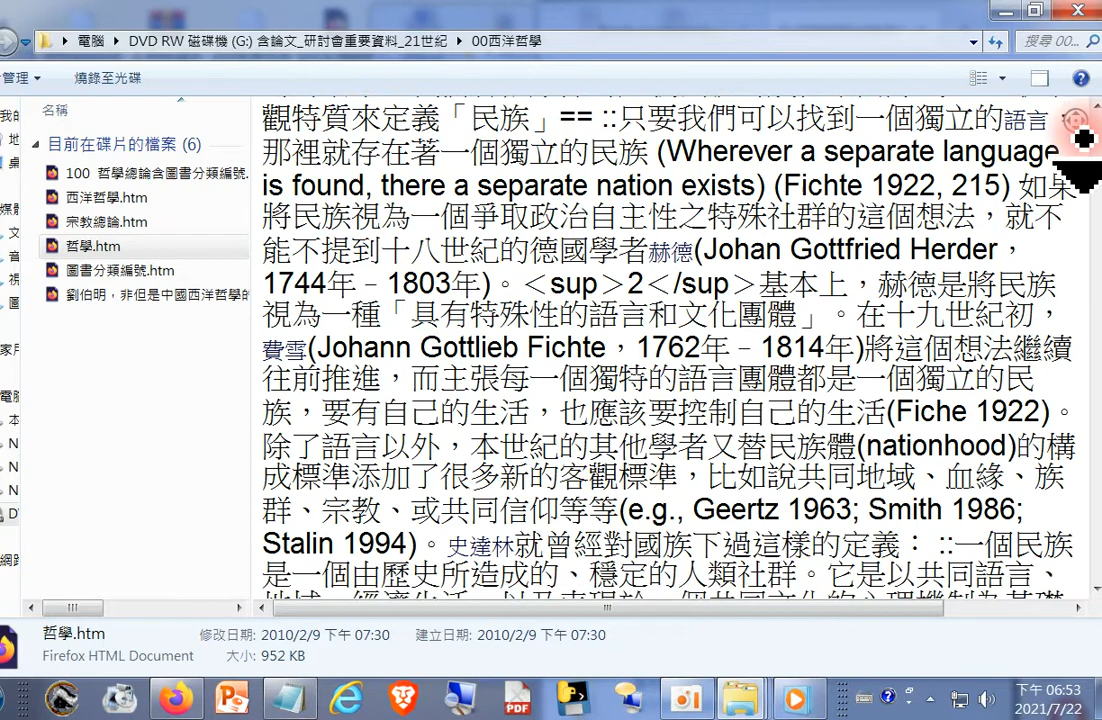 電腦 DVD RW 磁碟機 (G:) 含論文_研討會重要資料_21世紀 00西洋哲學
搜尋 00...
管理 燒錄至光碟
名稱
目前在碟片的檔案 (6)
100 哲學總論含圖書分類編號.
西洋哲學.htm
宗教總論.htm
哲學.htm
圖書分類編號.htm
劉伯明，非但是中國西洋哲學的
觀特質來定義「民族」== ::只要我們可以找到一個獨立的語言
那裡就存在著一個獨立的民族 (Wherever a separate language
is found, there a separate nation exists) (Fichte 1922, 215) 如果
將民族視為一個爭取政治自主性之特殊社群的這個想法，就不
能不提到十八世紀的德國學者赫德(Johan Gottfried Herder，
1744年﹣1803年)。＜sup＞2＜/sup＞基本上，赫德是將民族
視為一種「具有特殊性的語言和文化團體」。在十九世紀初，
費雪(Johann Gottlieb Fichte，1762年﹣1814年)將這個想法繼續
往前推進，而主張每一個獨特的語言團體都是一個獨立的民
族，要有自己的生活，也應該要控制自己的生活(Fiche 1922)。
除了語言以外，本世紀的其他學者又替民族體(nationhood)的構
成標準添加了很多新的客觀標準，比如說共同地域、血緣、族
群、宗教、或共同信仰等等(e.g., Geertz 1963; Smith 1986;
Stalin 1994)。史達林就曾經對國族下過這樣的定義： ::一個民族
是一個由歷史所造成的、穩定的人類社群。它是以共同語言、
哲學.htm 修改日期: 2010/2/9 下午 07:30 建立日期: 2010/2/9 下午 07:30
Firefox HTML Document 大小: 952 KB
PDF
下午 06:53
2021/7/22